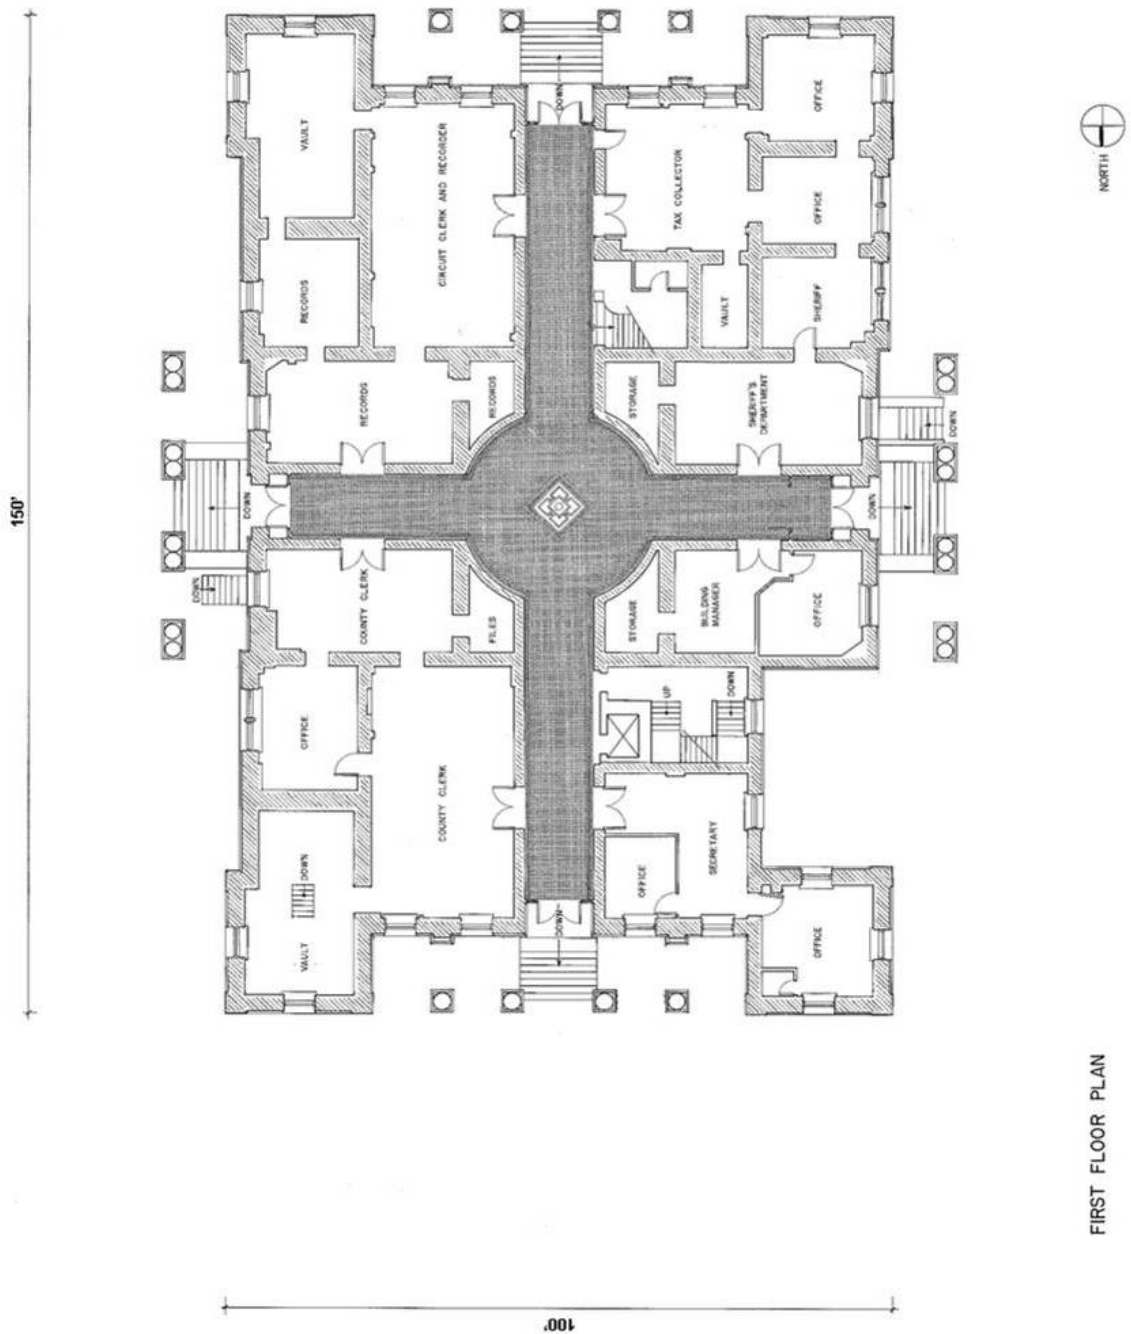 DOWN
OFFICE
VAULT
DOWN
CIRCUIT CLERK AND RECORDER
TAX COLLECTOR
OFFICE
NORTH
RECORDS
VAULT
SHERIFF
RECORDS
RECORDS
STORAGE
SHERIFF'S
DEPARTMENT
DOWN
150'
DOWN
DOWN
DOWN
COUNTY CLERK
FILES
STORAGE
BUILDING
MANAGER
OFFICE
OFFICE
UP
DOWN
COUNTY CLERK
SECRETARY
DOWN
OFFICE
VAULT
DOWN
OFFICE
FIRST FLOOR PLAN
100'